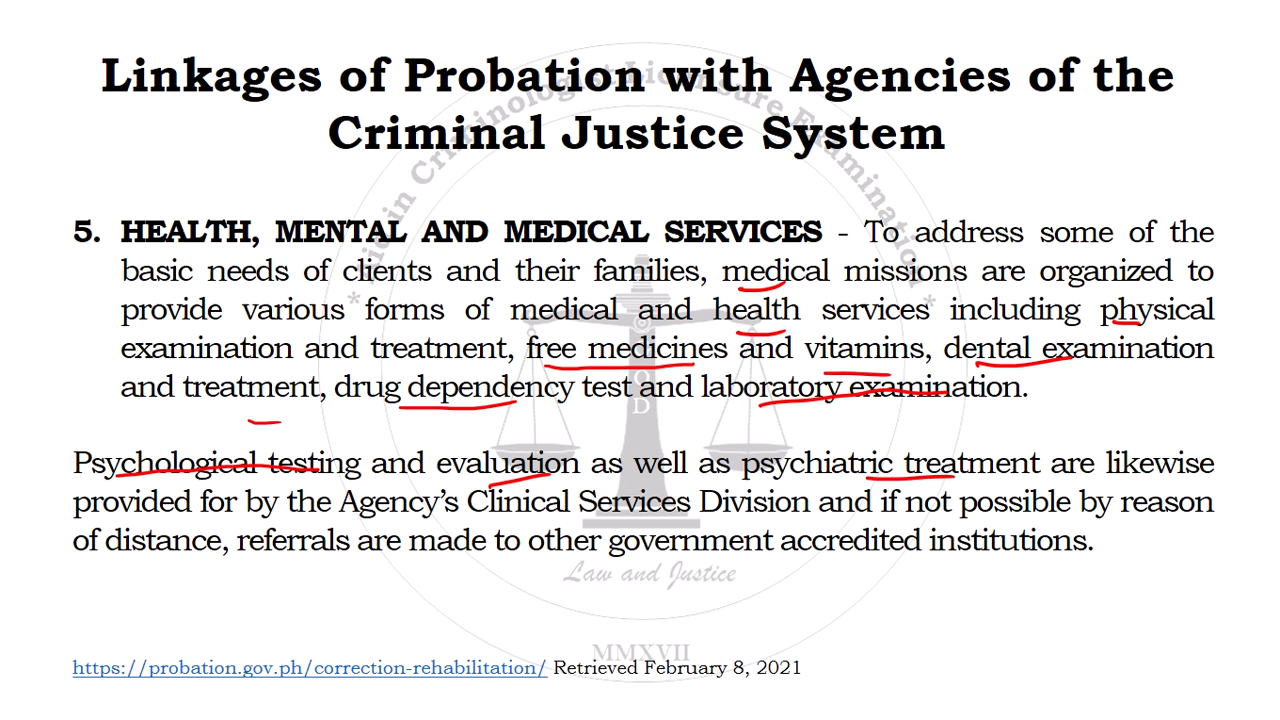 Linkages of Probation with Agencies of the
Criminal Justice System
5. HEALTH, MENTAL AND MEDICAL SERVICES - To address some of the
basic needs of clients and their families, medical missions are organized to
provide various forms of medical and health services including physical
examination and treatment, free medicines and vitamins, dental examination
and treatment, drug dependency test and laboratory examination.
Psychological testing and evaluation as well as psychiatric treatment are likewise
provided for by the Agency's Clinical Services Division and if not possible by reason
of distance, referrals are made to other government accredited institutions.
Law and Justice
MMXVII
https://probation.gov.ph/correction-rehabilitation/ Retrieved February 8, 2021